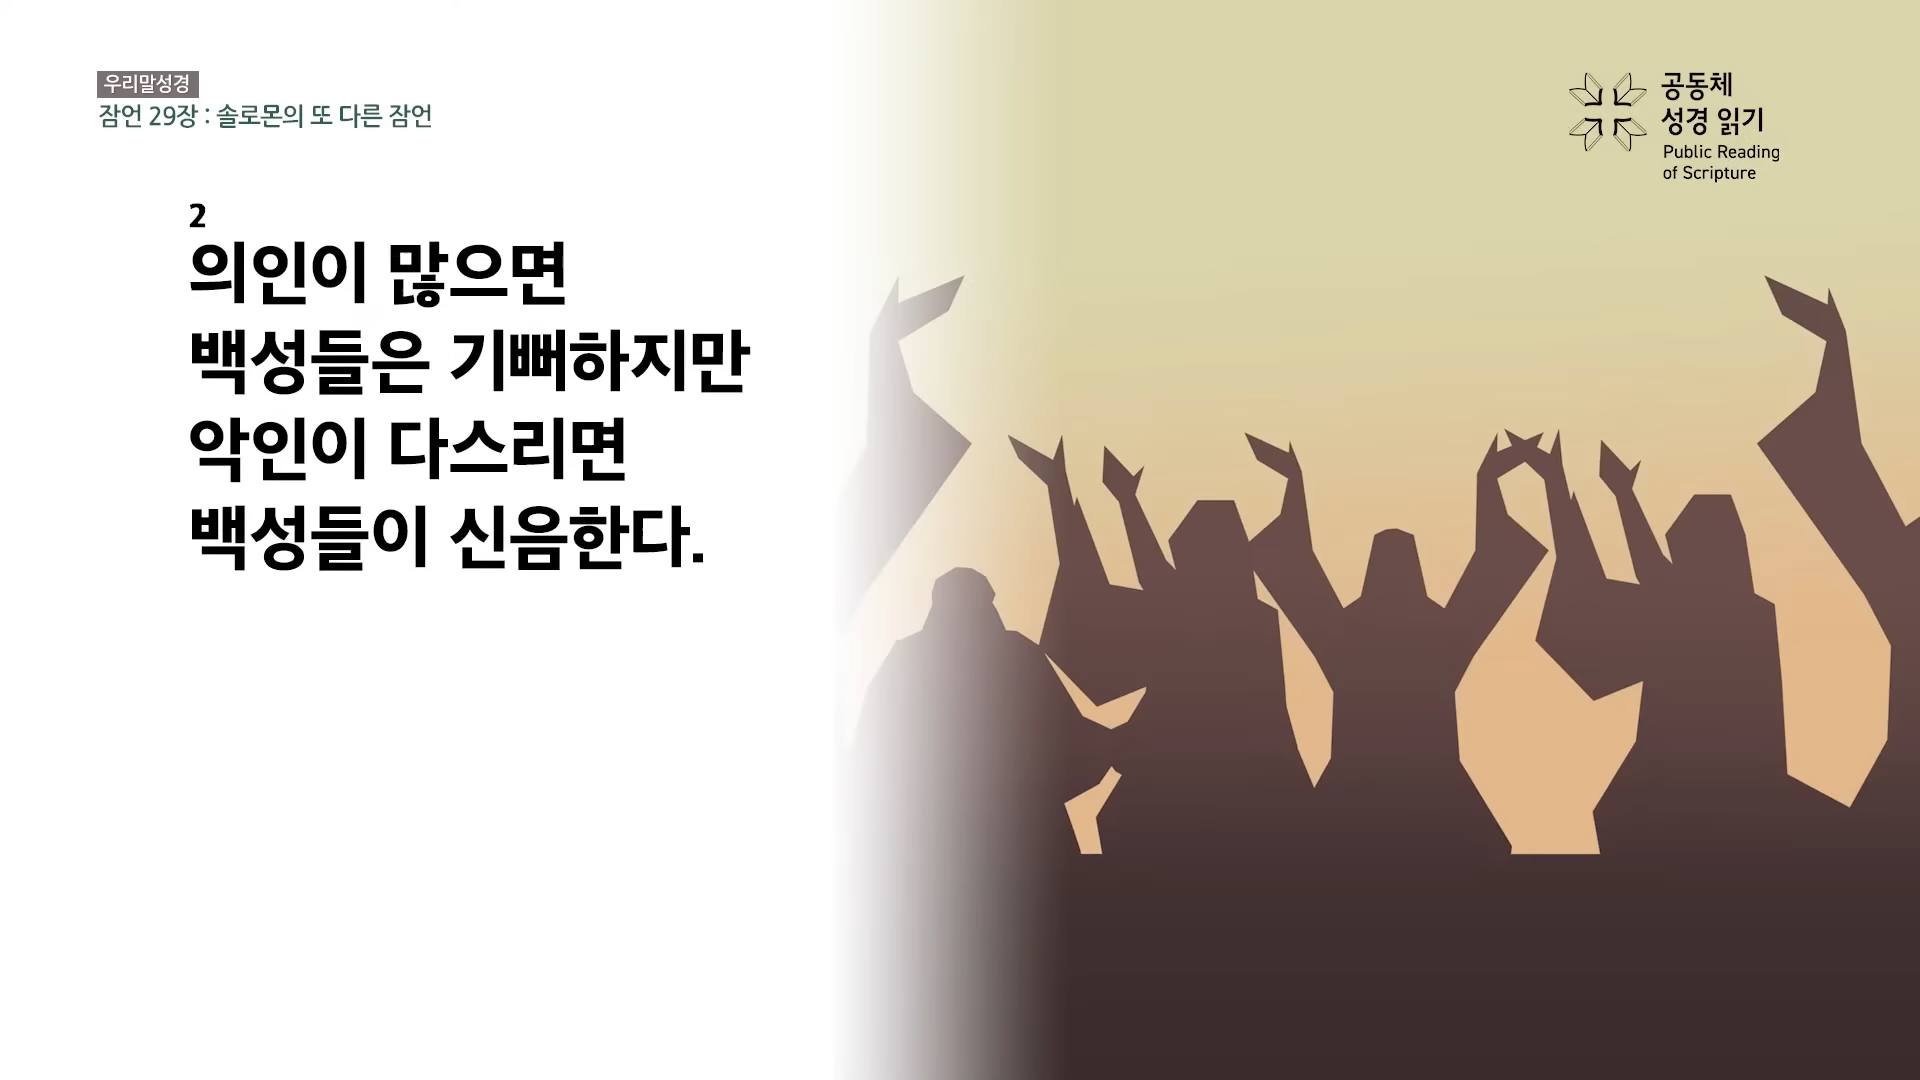 우리말성경
잠언 29장 : 솔로몬의 또 다른 잠언
공동체
성경 읽기
Public Reading
of Scripture
2
의인이 많으면
백성들은 기뻐하지만
악인이 다스리면
백성들이 신음한다.